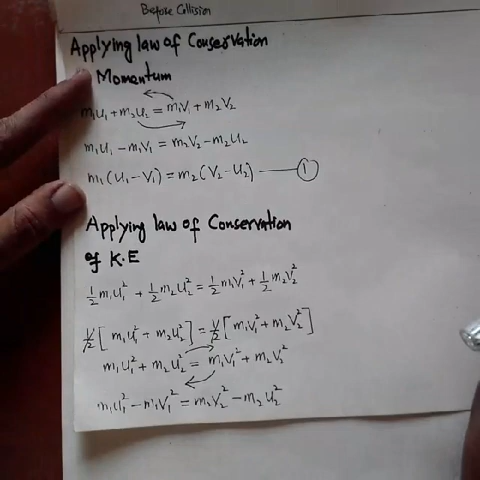 Before Collision
Applying law of Conservation
Momentum
m₁U₁ + m₂U₂ = m₁V₁ + m₂V₂
m₁U₁ - m₁V₁ = m₂V₂ - m₂U₂
m₁(U₁ - V₁) = m₂(V₂ - U₂) — ①
Applying law of Conservation
of K.E
½m₁U₁² + ½m₂U₂² = ½m₁V₁² + ½m₂V₂²
½[m₁U₁² + m₂U₂²] = ½[m₁V₁² + m₂V₂²]
m₁U₁² + m₂U₂² = m₁V₁² + m₂V₂²
m₁U₁² - m₁V₁² = m₂V₂² - m₂U₂²